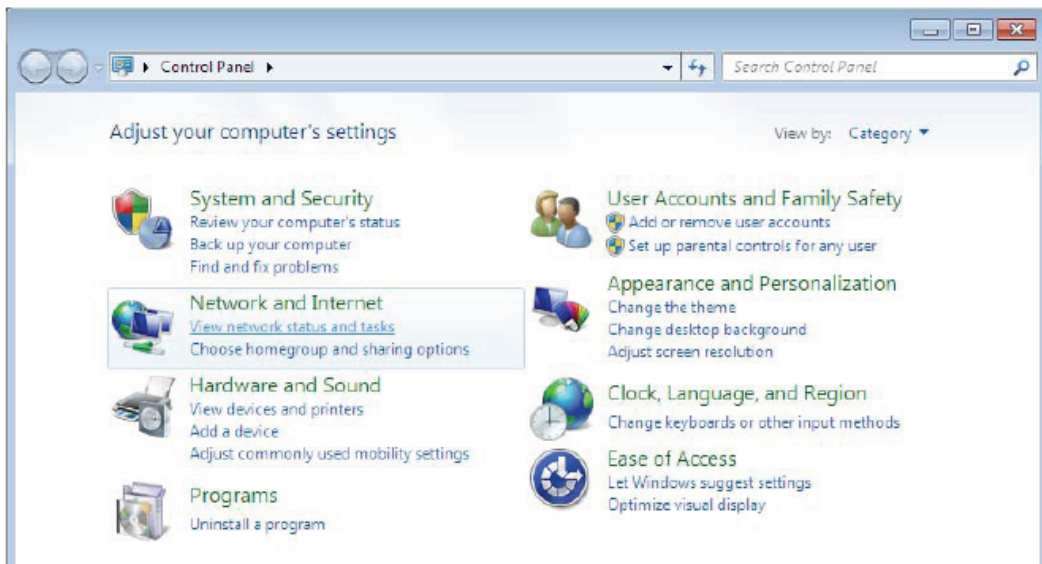 Control Panel
Search Control Panel
Adjust your computer's settings
View by: Category
System and Security
Review your computer's status
Back up your computer
Find and fix problems
Network and Internet
View network status and tasks
Choose homegroup and sharing options
Hardware and Sound
View devices and printers
Add a device
Adjust commonly used mobility settings
Programs
Uninstall a program
User Accounts and Family Safety
Add or remove user accounts
Set up parental controls for any user
Appearance and Personalization
Change the theme
Change desktop background
Adjust screen resolution
Clock, Language, and Region
Change keyboards or other input methods
Ease of Access
Let Windows suggest settings
Optimize visual display